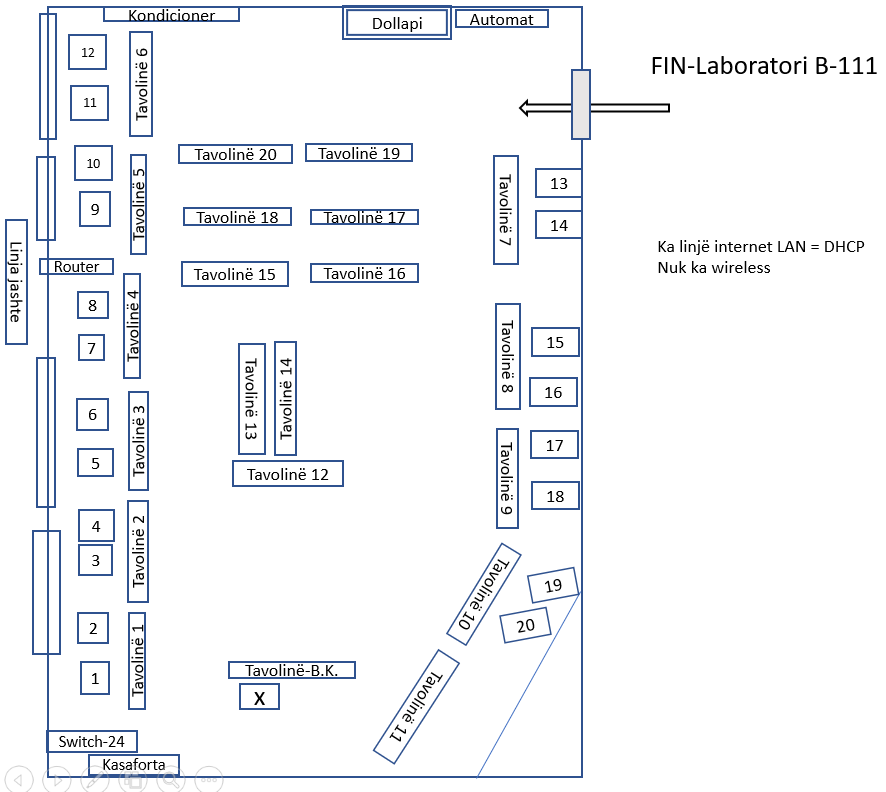 Kondicioner
Dollapi
Automat
FIN-Laboratori B-111
12
11
Tavolinë 6
10
9
Tavolinë 5
Tavolinë 20
Tavolinë 19
Tavolinë 18
Tavolinë 17
Tavolinë 15
Tavolinë 16
Tavolinë 7
13
14
Ka linjë internet LAN = DHCP
Nuk ka wireless
Linja jashte
Router
8
7
Tavolinë 4
6
5
Tavolinë 3
Tavolinë 13
Tavolinë 14
Tavolinë 12
Tavolinë 8
15
16
Tavolinë 9
17
18
4
3
Tavolinë 2
2
1
Tavolinë 1
Tavolinë 10
19
20
Tavolinë 11
Tavolinë-B.K.
X
Switch-24
Kasaforta